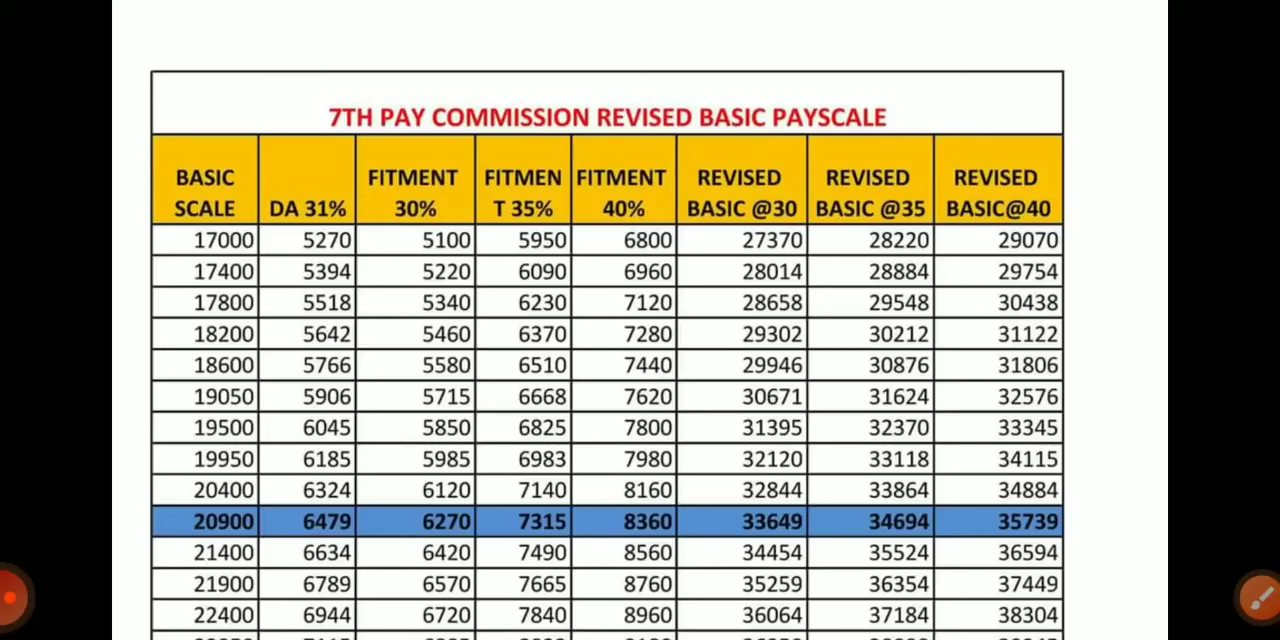 7TH PAY COMMISSION REVISED BASIC PAYSCALE
BASIC SCALE DA 31% FITMENT 30% FITMEN T 35% FITMENT 40% REVISED BASIC @30 REVISED BASIC @35 REVISED BASIC@40
17000 5270 5100 5950 6800 27370 28220 29070
17400 5394 5220 6090 6960 28014 28884 29754
17800 5518 5340 6230 7120 28658 29548 30438
18200 5642 5460 6370 7280 29302 30212 31122
18600 5766 5580 6510 7440 29946 30876 31806
19050 5906 5715 6668 7620 30671 31624 32576
19500 6045 5850 6825 7800 31395 32370 33345
19950 6185 5985 6983 7980 32120 33118 34115
20400 6324 6120 7140 8160 32844 33864 34884
20900 6479 6270 7315 8360 33649 34694 35739
21400 6634 6420 7490 8560 34454 35524 36594
21900 6789 6570 7665 8760 35259 36354 37449
22400 6944 6720 7840 8960 36064 37184 38304